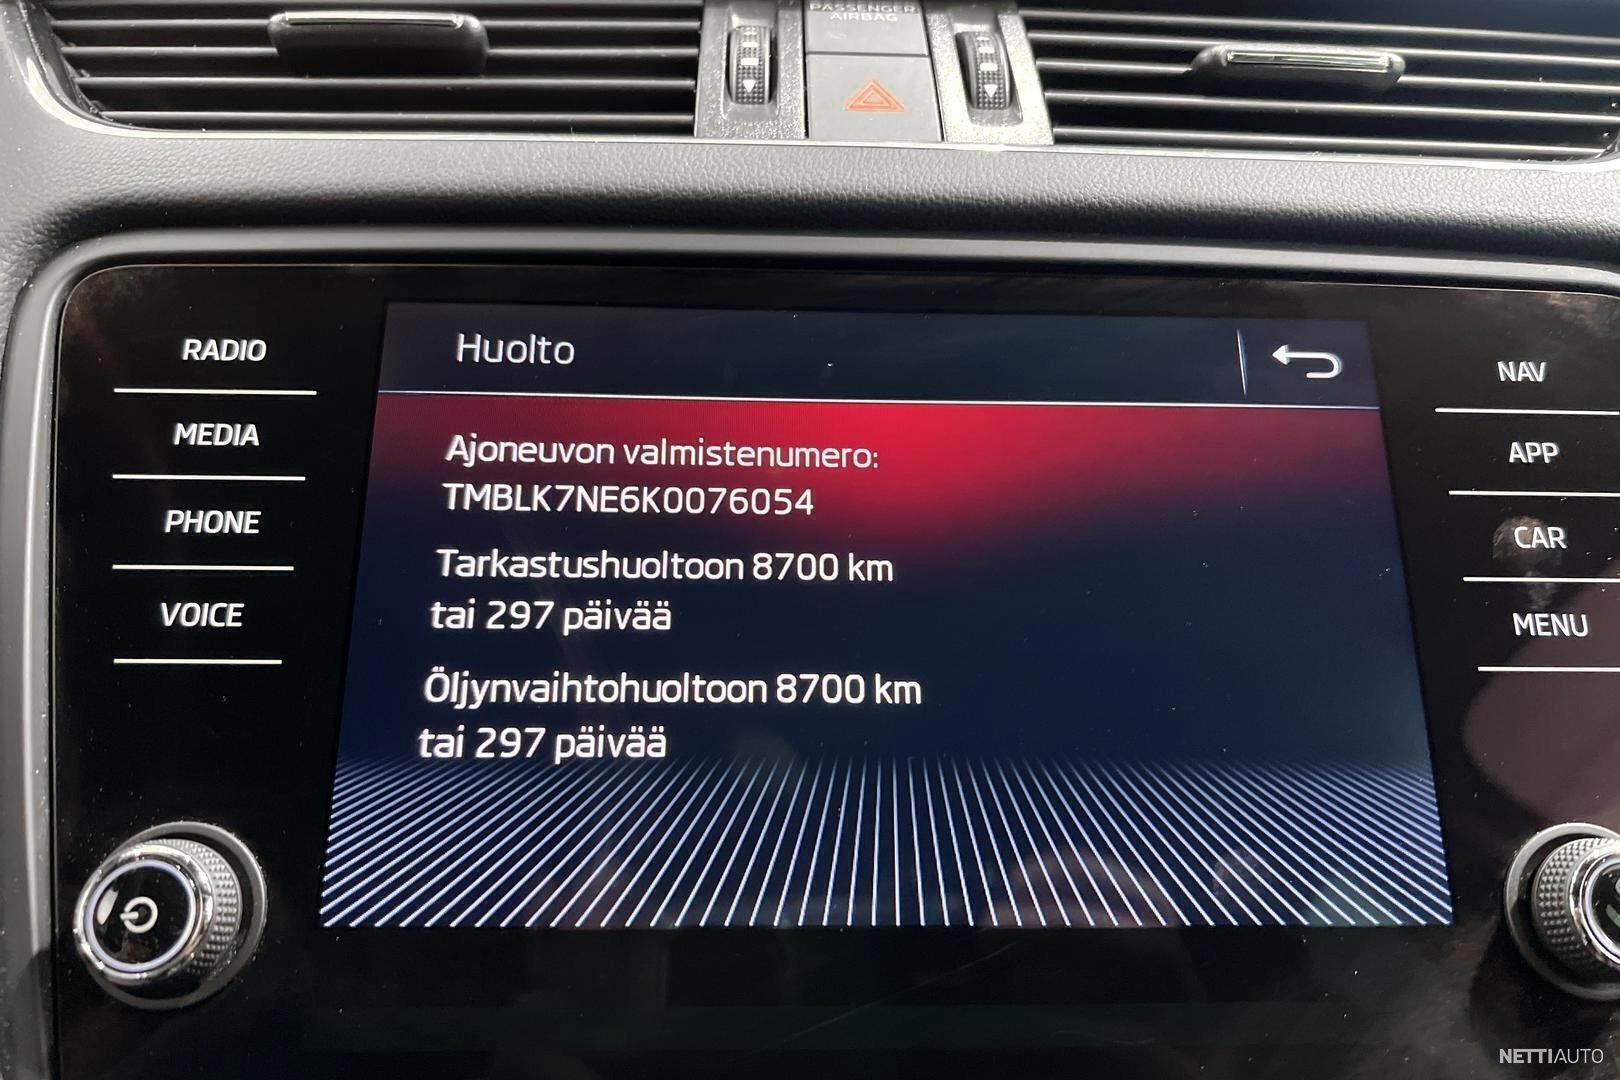 PASSENGER
AIRBAG
RADIO
MEDIA
PHONE
VOICE
Huolto
Ajoneuvon valmistenumero:
TMBLK7NE6K0076054
Tarkastushuoltoon 8700 km
tai 297 päivää
Öljynvaihtohuoltoon 8700 km
tai 297 päivää
NAV
APP
CAR
MENU
NETTIAUTO